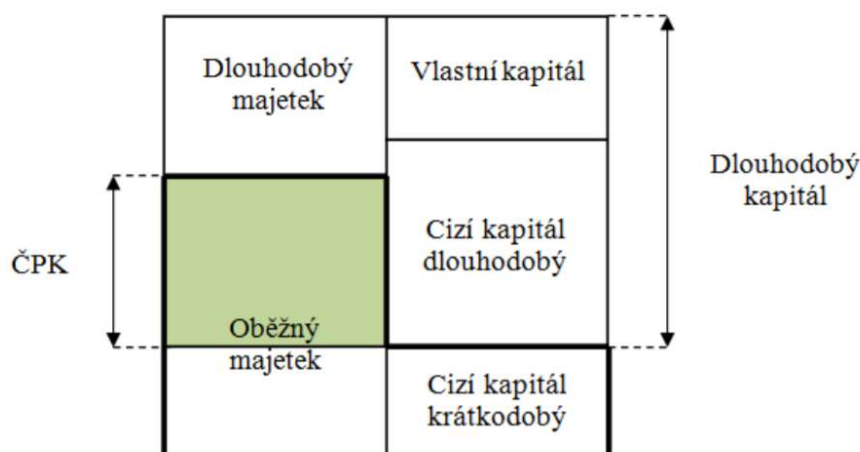 Dlouhodobý
majetek
Vlastní kapitál
Dlouhodobý
kapitál
ČPK
Cizí kapitál
dlouhodobý
Oběžný
majetek
Cizí kapitál
krátkodobý